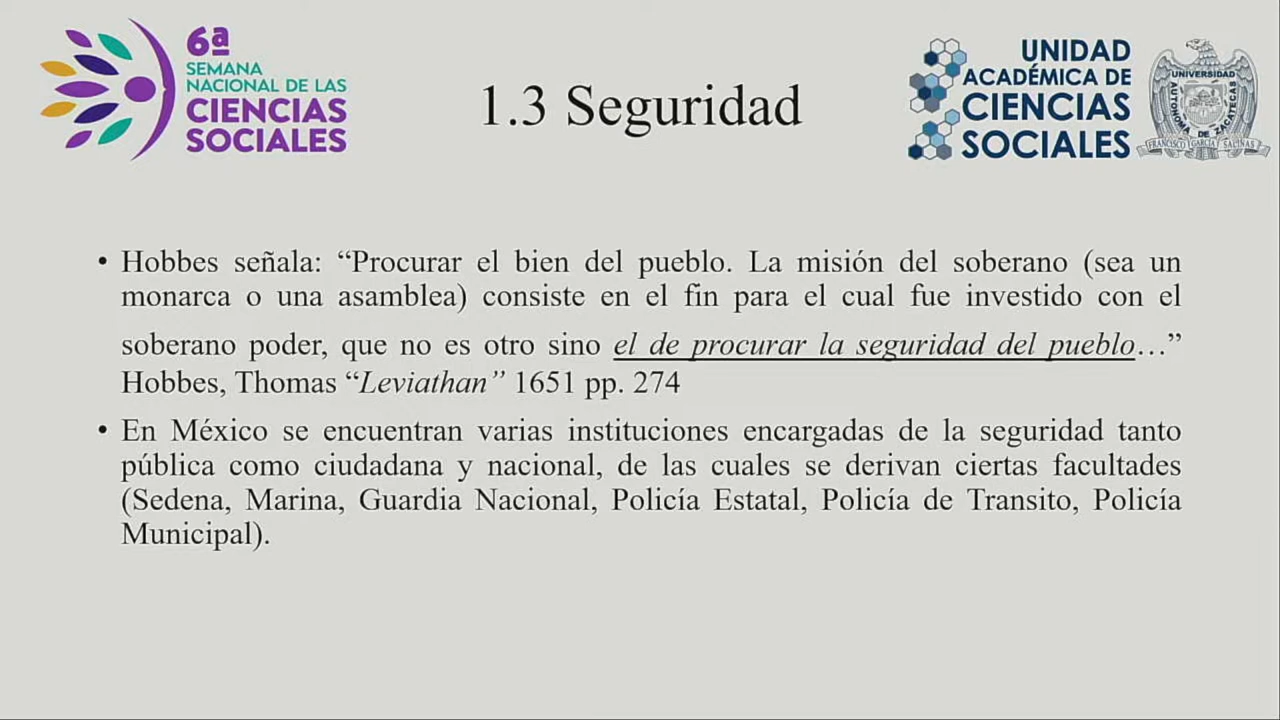 6ª
SEMANA
NACIONAL DE LAS
CIENCIAS
SOCIALES
1.3 Seguridad
UNIDAD
ACADÉMICA DE
CIENCIAS
SOCIALES
UNIVERSIDAD
AUTÓNOMA DE ZACATECAS
FRANCISCO GARCÍA SALINAS
• Hobbes señala: “Procurar el bien del pueblo. La misión del soberano (sea un
monarca o una asamblea) consiste en el fin para el cual fue investido con el
soberano poder, que no es otro sino el de procurar la seguridad del pueblo…”
Hobbes, Thomas “Leviathan” 1651 pp. 274
• En México se encuentran varias instituciones encargadas de la seguridad tanto
pública como ciudadana y nacional, de las cuales se derivan ciertas facultades
(Sedena, Marina, Guardia Nacional, Policía Estatal, Policía de Transito, Policía
Municipal).